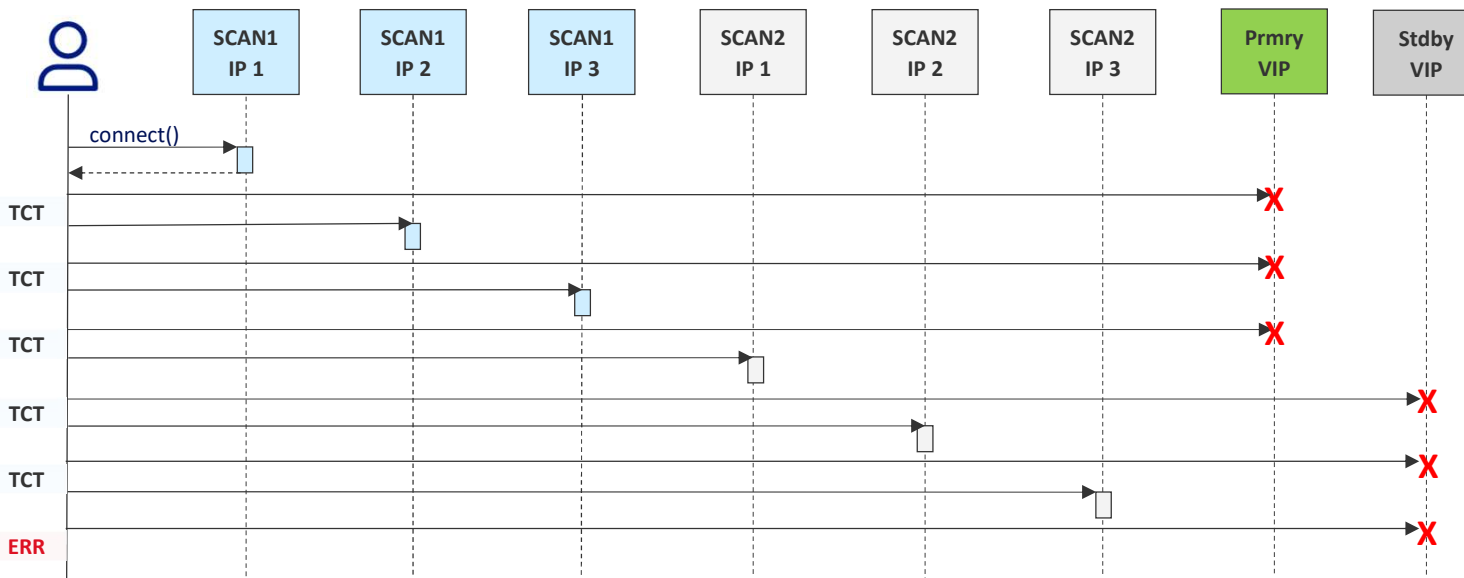 SCAN1
IP 1
SCAN1
IP 2
SCAN1
IP 3
SCAN2
IP 1
SCAN2
IP 2
SCAN2
IP 3
Prmry
VIP
Stdby
VIP
connect()
X
TCT
X
TCT
X
TCT
X
TCT
X
TCT
X
ERR